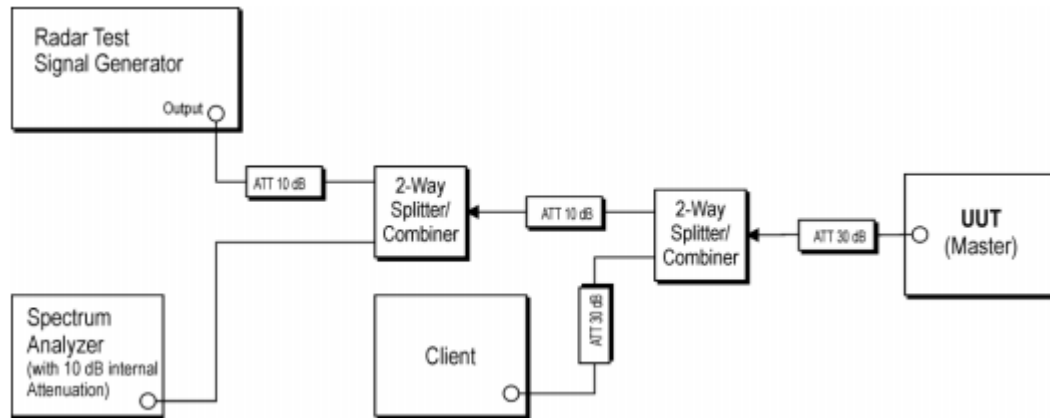 Radar Test
Signal Generator
Output
ATT 10 dB
2-Way
Splitter/
Combiner
ATT 10 dB
2-Way
Splitter/
Combiner
ATT 30 dB
UUT
(Master)
Spectrum
Analyzer
(with 10 dB internal
Attenuation)
Client
ATT 30 dB